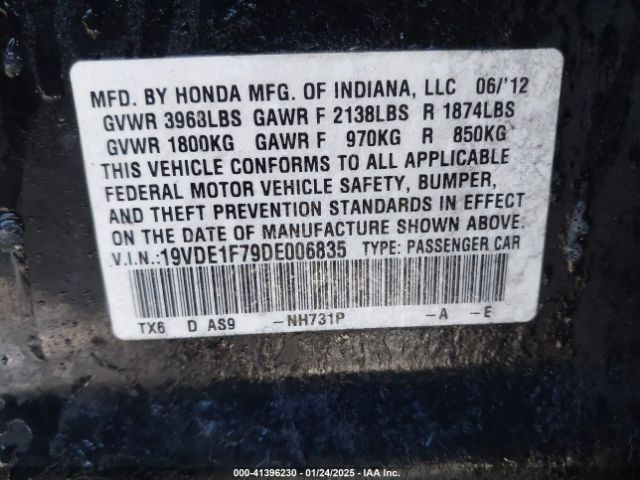 MFD. BY HONDA MFG. OF INDIANA, LLC 06/'12
GVWR 3968LBS GAWR F 2138LBS R 1874LBS
GVWR 1800KG GAWR F 970KG R 850KG
THIS VEHICLE CONFORMS TO ALL APPLICABLE
FEDERAL MOTOR VEHICLE SAFETY, BUMPER,
AND THEFT PREVENTION STANDARDS IN EFFECT
ON THE DATE OF MANUFACTURE SHOWN ABOVE.
V.I.N.:19VDE1F79DE006835 TYPE: PASSENGER CAR
TX6 D AS9 -NH731P -A -E
000-41396230 - 01/24/2025 - IAA Inc.